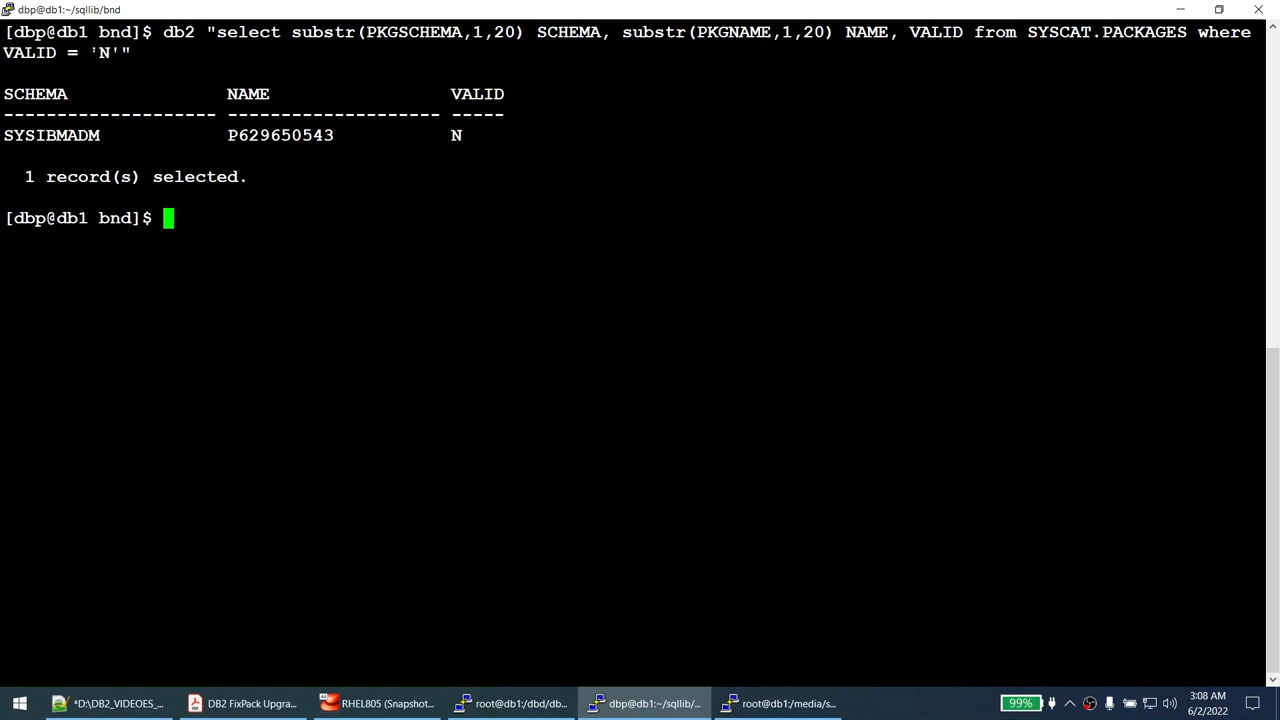 dbp@db1:~/sqllib/bnd
[dbp@db1 bnd]$ db2 "select substr(PKGSCHEMA,1,20) SCHEMA, substr(PKGNAME,1,20) NAME, VALID from SYSCAT.PACKAGES where
VALID = 'N'"
SCHEMA NAME VALID
-------------------- -------------------- -----
SYSIBMADM P629650543 N
1 record(s) selected.
[dbp@db1 bnd]$
*D:\DB2_VIDEOES_... DB2 FixPack Upgra... RHEL805 (Snapshot... root@db1:/dbd/db... dbp@db1:~/sqllib/... root@db1:/media/s... 99% 3:08 AM
6/2/2022